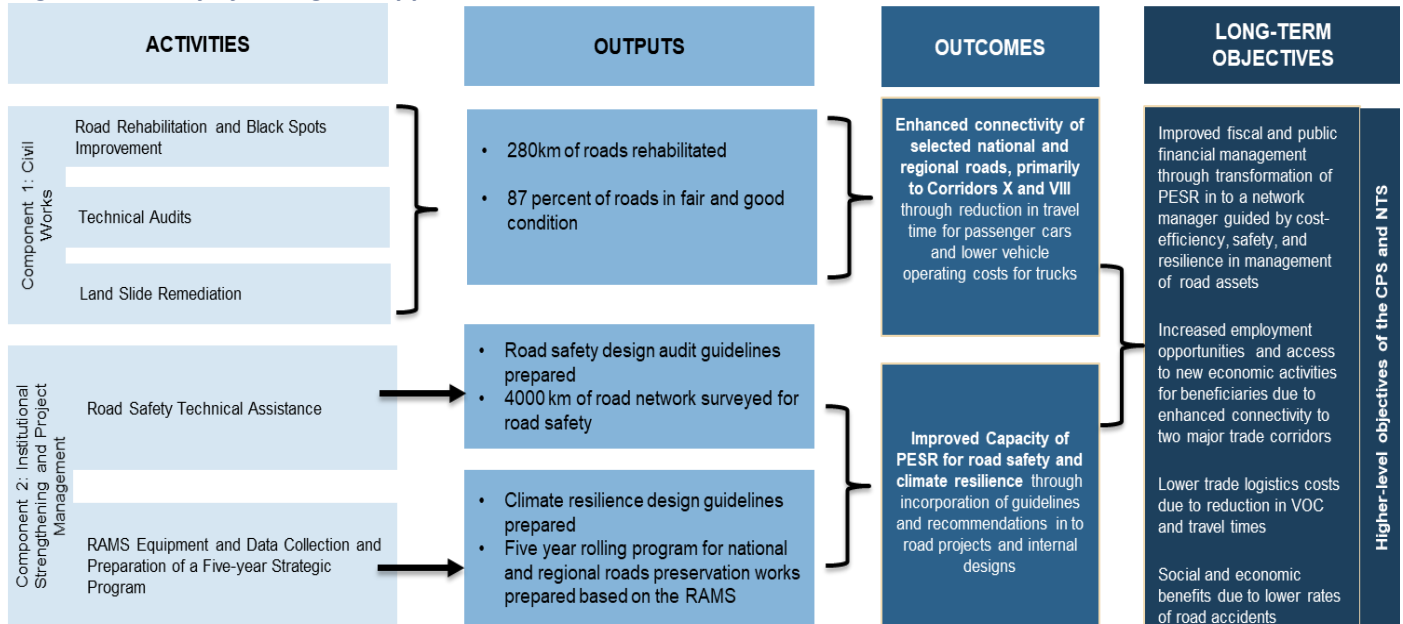 ACTIVITIES
OUTPUTS
OUTCOMES
LONG-TERM
OBJECTIVES
Component 1: Civil
Works
Road Rehabilitation and Black Spots
Improvement
Technical Audits
Land Slide Remediation
• 280km of roads rehabilitated
• 87 percent of roads in fair and good
condition
Enhanced connectivity of
selected national and
regional roads, primarily
to Corridors X and VIII
through reduction in travel
time for passenger cars
and lower vehicle
operating costs for trucks
Component 2: Institutional
Strengthening and Project
Management
Road Safety Technical Assistance
RAMS Equipment and Data Collection and
Preparation of a Five-year Strategic
Program
• Road safety design audit guidelines
prepared
• 4000 km of road network surveyed for
road safety
• Climate resilience design guidelines
prepared
• Five year rolling program for national
and regional roads preservation works
prepared based on the RAMS
Improved Capacity of
PESR for road safety and
climate resilience through
incorporation of guidelines
and recommendations in to
road projects and internal
designs
Improved fiscal and public
financial management
through transformation of
PESR in to a network
manager guided by cost-
efficiency, safety, and
resilience in management
of road assets
Increased employment
opportunities and access
to new economic activities
for beneficiaries due to
enhanced connectivity to
two major trade corridors
Lower trade logistics costs
due to reduction in VOC
and travel times
Social and economic
benefits due to lower rates
of road accidents
Higher-level objectives of the CPS and NTS